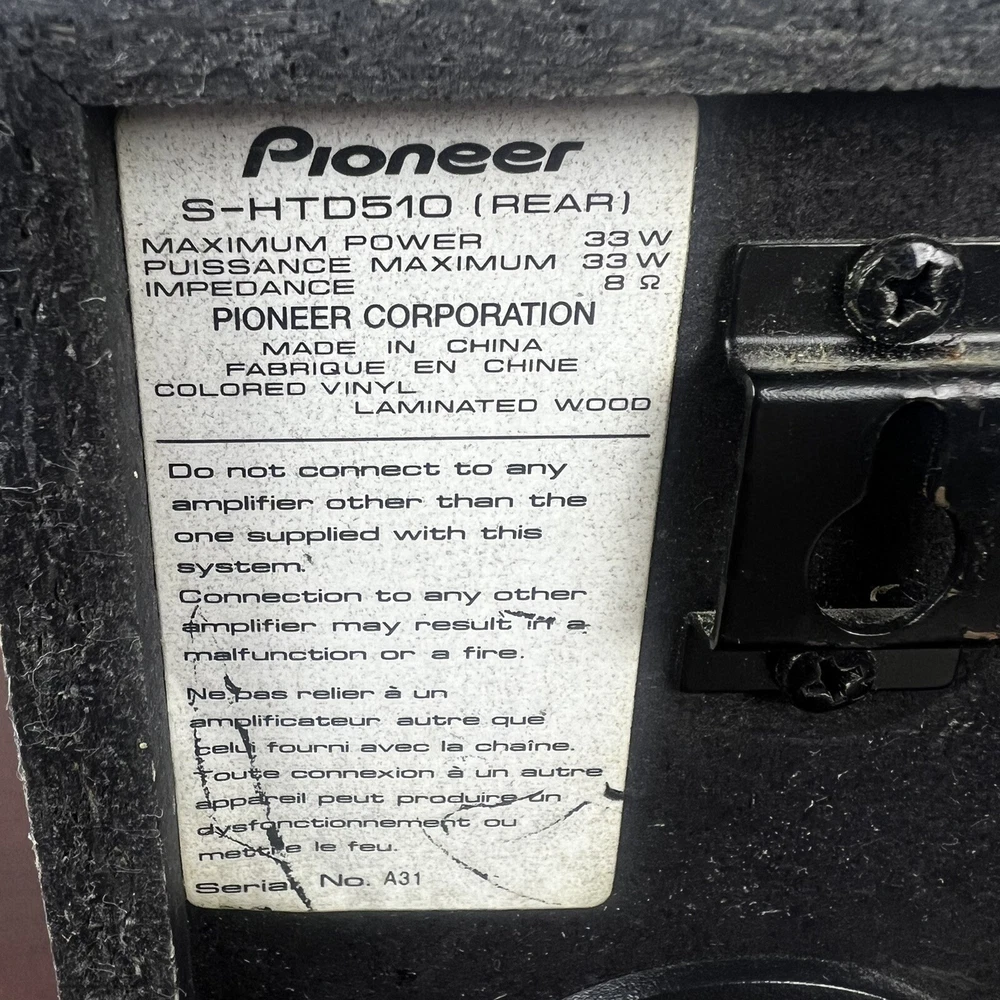 Pioneer
S-HTD510 (REAR)
MAXIMUM POWER 33 W
PUISSANCE MAXIMUM 33 W
IMPEDANCE 8 Ω
PIONEER CORPORATION
MADE IN CHINA
FABRIQUE EN CHINE
COLORED VINYL
LAMINATED WOOD
Do not connect to any
amplifier other than the
one supplied with this
system.
Connection to any other
amplifier may result in a
malfunction or a fire.
Ne pas relier à un
amplificateur autre que
celui fourni avec la chaîne.
Toute connexion à un autre
appareil peut produire un
dysfonctionnement ou
mettre le feu.
Serial No. A31